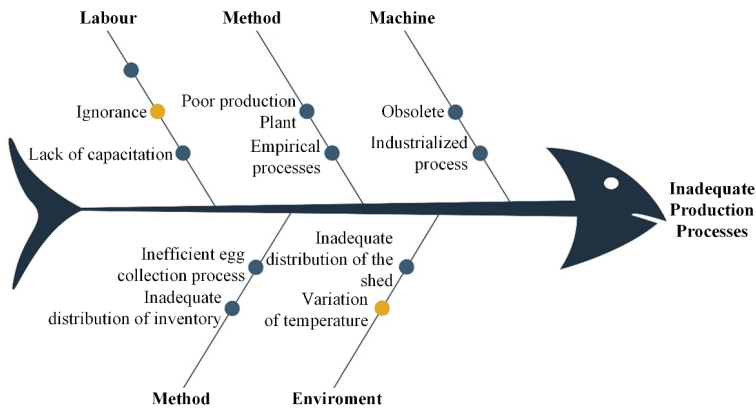 Labour
Method
Machine
Ignorance
Lack of capacitation
Poor production
Plant
Empirical
processes
Obsolete
Industrialized
process
Inadequate
Production
Processes
Inefficient egg
collection process
Inadequate
distribution of inventory
Inadequate
distribution of the
shed
Variation
of temperature
Method
Enviroment